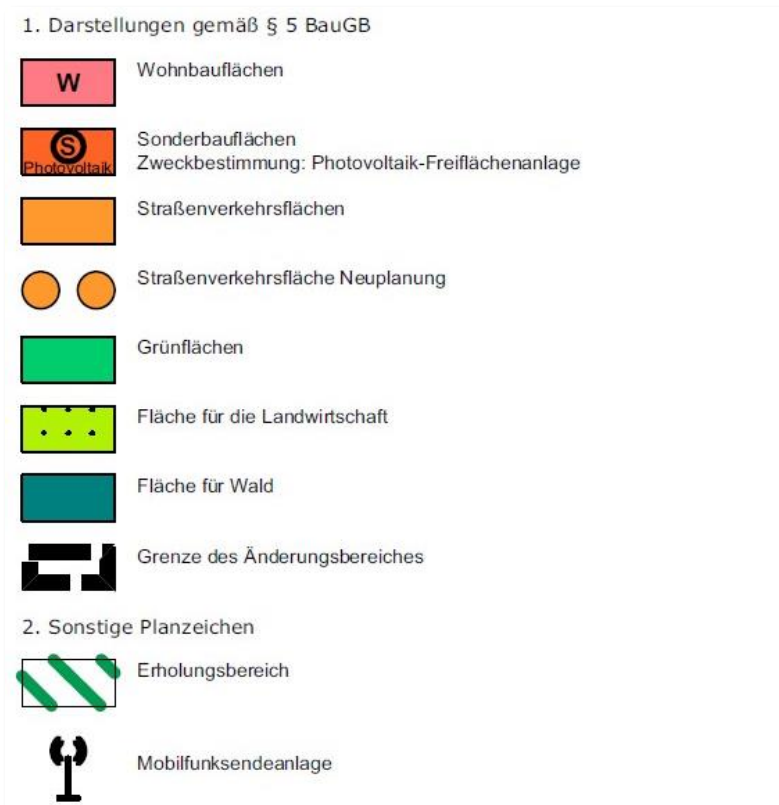 1. Darstellungen gemäß § 5 BauGB
W
Wohnbauflächen
S
Photovoltaik
Sonderbauflächen
Zweckbestimmung: Photovoltaik-Freiflächenanlage
Straßenverkehrsflächen
Straßenverkehrsfläche Neuplanung
Grünflächen
Fläche für die Landwirtschaft
Fläche für Wald
Grenze des Änderungsbereiches
2. Sonstige Planzeichen
Erholungsbereich
Mobilfunksendeanlage